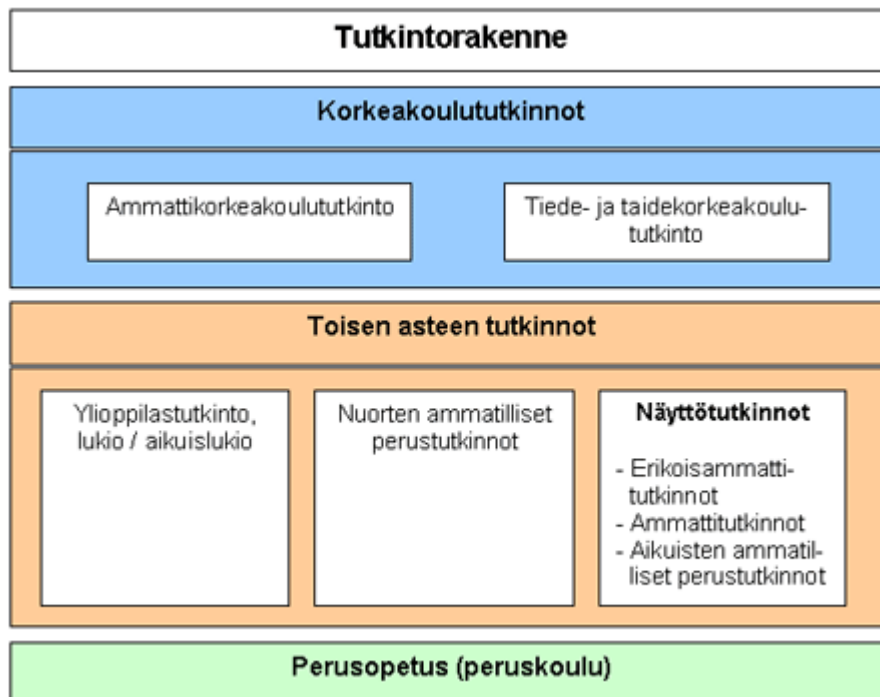 Tutkintorakenne
Korkeakoulututkinnot
Ammattikorkeakoulututkinto
Tiede- ja taidekorkeakoulu-
tutkinto
Toisen asteen tutkinnot
Ylioppilastutkinto,
lukio / aikuislukio
Nuorten ammatilliset
perustutkinnot
Näyttötutkinnot
- Erikoisammatti-
tutkinnot
- Ammattitutkinnot
- Aikuisten ammatil-
liset perustutkinnot
Perusopetus (peruskoulu)